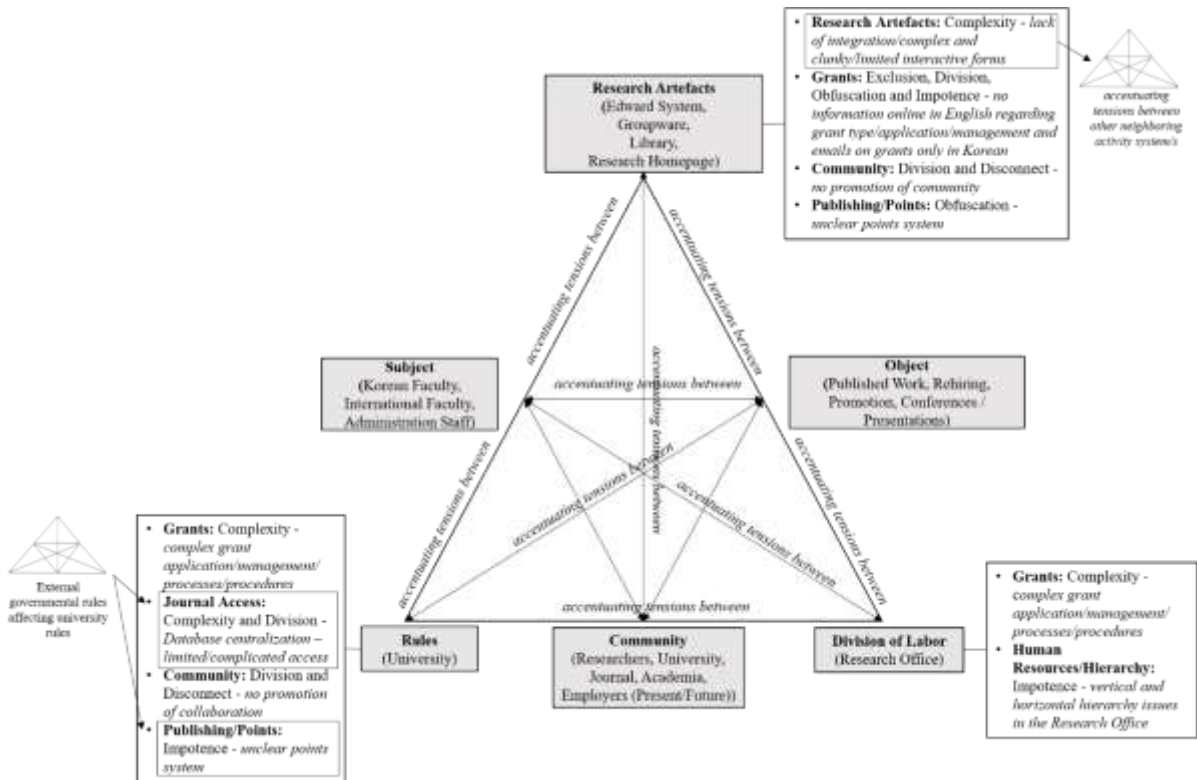 • Research Artefacts: Complexity - lack
of integration/complex and
clunky/limited interactive forms
• Grants: Exclusion, Division,
Obfuscation and Impotence - no
information online in English regarding
grant type/application/management and
emails on grants only in Korean
• Community: Division and Disconnect -
no promotion of community
• Publishing/Points: Obfuscation -
unclear points system
accentuating
tensions between
other neighboring
activity system/s
Research Artefacts
(Edward System,
Groupware,
Library,
Research Homepage)
accentuating tensions between
accentuating tensions between
Subject
(Korean Faculty,
International Faculty,
Administration Staff)
accentuating tensions between
accentuating tensions between
Object
(Published Work, Rehiring,
Promotion, Conferences /
Presentations)
accentuating tensions between
accentuating tensions between
accentuating tensions between
accentuating tensions between
accentuating tensions between
External
governmental rules
affecting university
rules
• Grants: Complexity -
complex grant
application/management/
processes/procedures
• Journal Access:
Complexity and Division -
Database centralization –
limited/complicated access
• Community: Division and
Disconnect - no promotion
of collaboration
• Publishing/Points:
Impotence - unclear points
system
Rules
(University)
Community
(Researchers, University,
Journal, Academia,
Employers (Present/Future))
Division of Labor
(Research Office)
• Grants: Complexity -
complex grant
application/management/
processes/procedures
• Human
Resources/Hierarchy:
Impotence - vertical and
horizontal hierarchy issues
in the Research Office